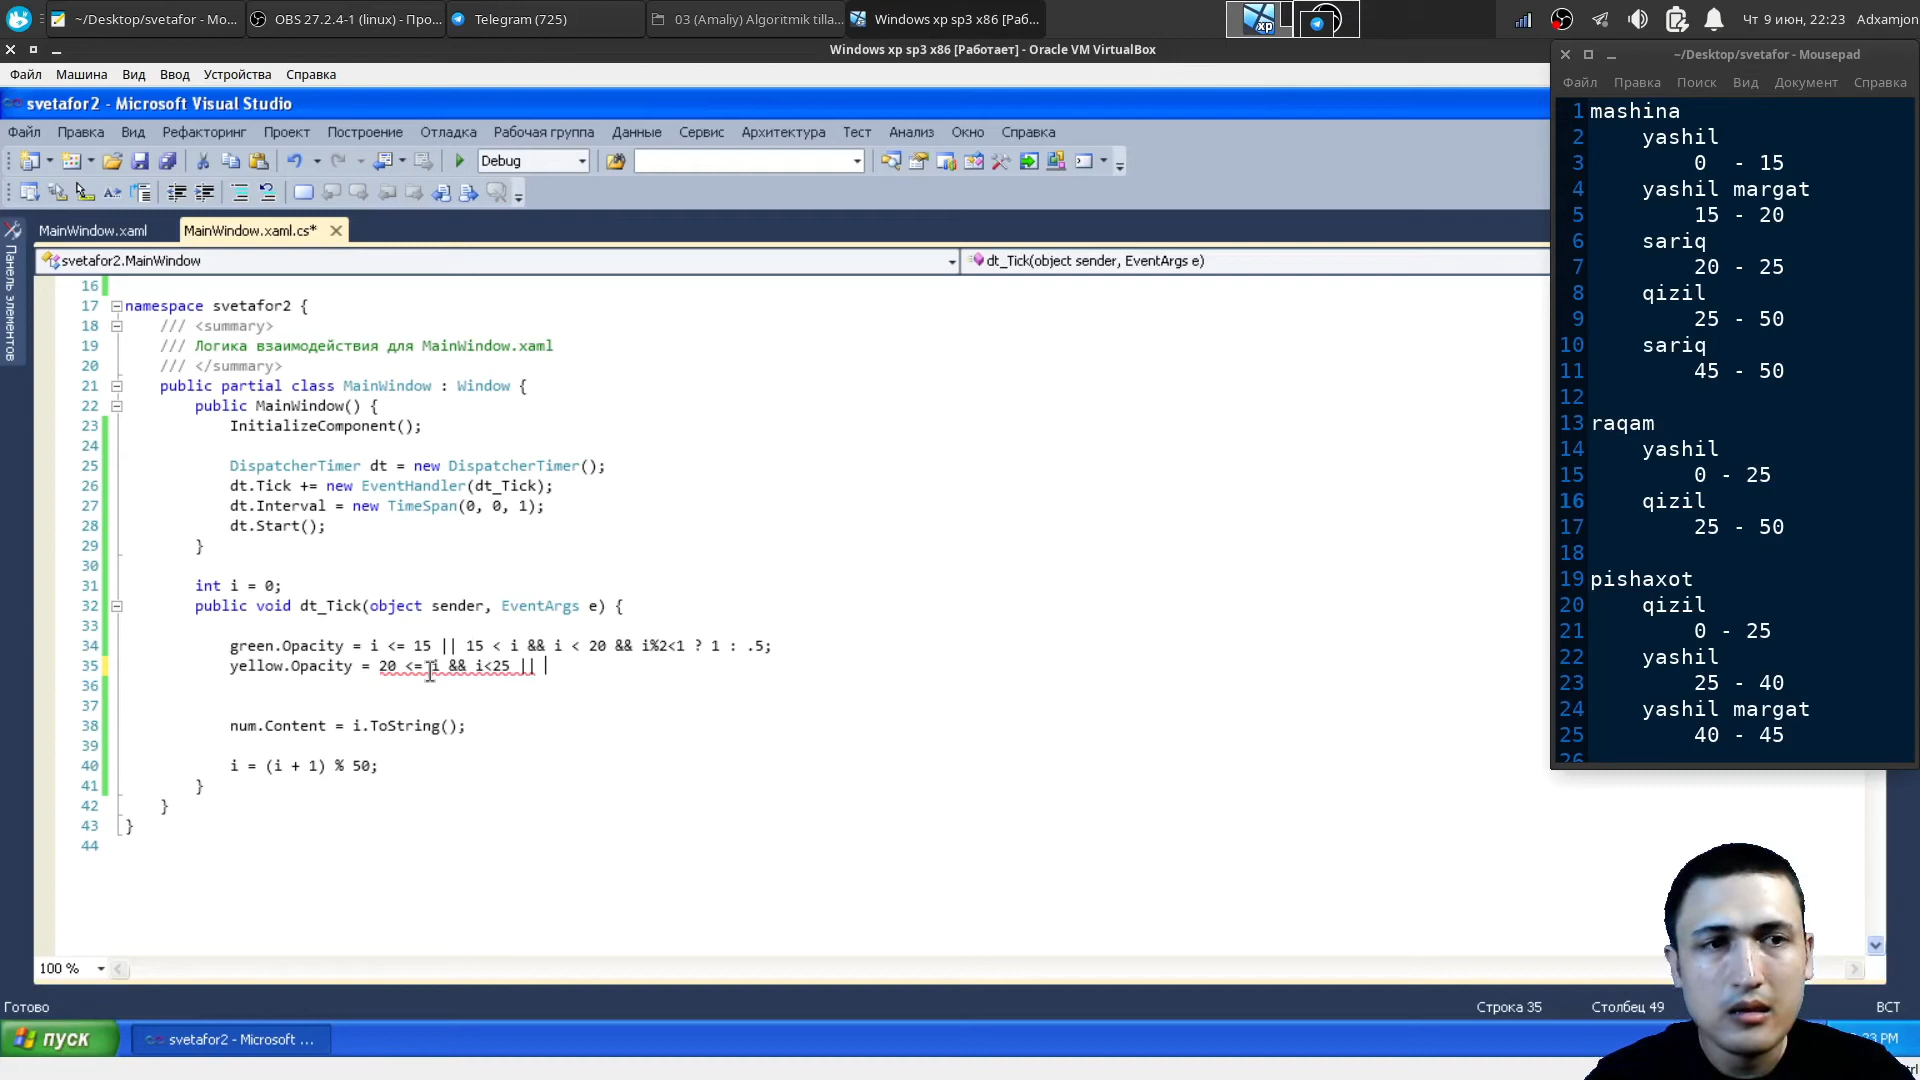 ~/Desktop/svetafor - Mo...
OBS 27.2.4-1 (linux) - Про...
Telegram (725)
03 (Amaliy) Algoritmik tilla...
Windows xp sp3 x86 [Раб...
Чт 9 июн, 22:23
Adxamjon
Windows xp sp3 x86 [Работает] - Oracle VM VirtualBox
Файл Машина Вид Ввод Устройства Справка
svetafor2 - Microsoft Visual Studio
Файл Правка Вид Рефакторинг Проект Построение Отладка Рабочая группа Данные Сервис Архитектура Тест Анализ Окно Справка
Debug
MainWindow.xaml
MainWindow.xaml.cs*
Панель элементов
svetafor2.MainWindow
dt_Tick(object sender, EventArgs e)
16
17 namespace svetafor2 {
18 /// <summary>
19 /// Логика взаимодействия для MainWindow.xaml
20 /// </summary>
21 public partial class MainWindow : Window {
22 public MainWindow() {
23 InitializeComponent();
24
25 DispatcherTimer dt = new DispatcherTimer();
26 dt.Tick += new EventHandler(dt_Tick);
27 dt.Interval = new TimeSpan(0, 0, 1);
28 dt.Start();
29 }
30
31 int i = 0;
32 public void dt_Tick(object sender, EventArgs e) {
33
34 green.Opacity = i <= 15 || 15 < i && i < 20 && i%2<1 ? 1 : .5;
35 yellow.Opacity = 20 <= i && i<25 ||
36
37
38 num.Content = i.ToString();
39
40 i = (i + 1) % 50;
41 }
42 }
43 }
44
100 %
Готово
Строка 35
Столбец 49
ВСТ
пуск
svetafor2 - Microsoft ...
~/Desktop/svetafor - Mousepad
Файл Правка Поиск Вид Документ Справка
1 mashina
2 yashil
3 0 - 15
4 yashil margat
5 15 - 20
6 sariq
7 20 - 25
8 qizil
9 25 - 50
10 sariq
11 45 - 50
12
13 raqam
14 yashil
15 0 - 25
16 qizil
17 25 - 50
18
19 pishaxot
20 qizil
21 0 - 25
22 yashil
23 25 - 40
24 yashil margat
25 40 - 45
26